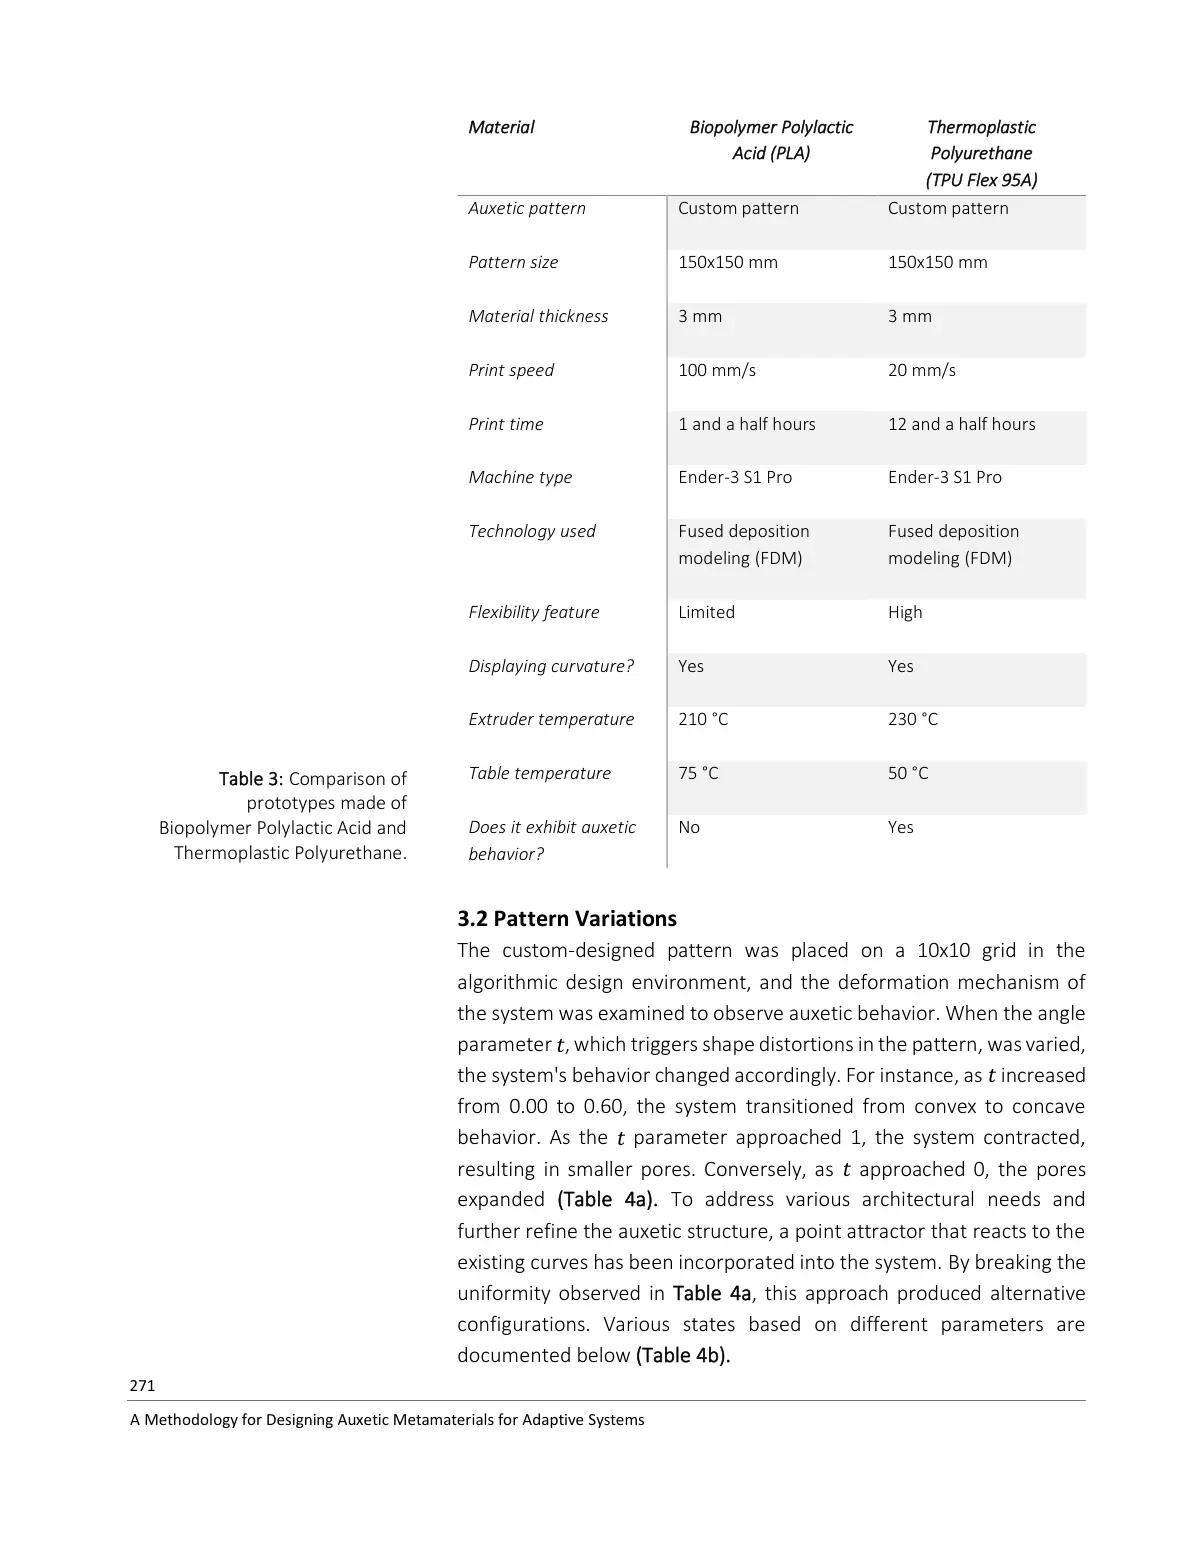 Material Biopolymer Polylactic Acid (PLA) Thermoplastic Polyurethane (TPU Flex 95A)
Auxetic pattern Custom pattern Custom pattern
Pattern size 150x150 mm 150x150 mm
Material thickness 3 mm 3 mm
Print speed 100 mm/s 20 mm/s
Print time 1 and a half hours 12 and a half hours
Machine type Ender-3 S1 Pro Ender-3 S1 Pro
Technology used Fused deposition modeling (FDM) Fused deposition modeling (FDM)
Flexibility feature Limited High
Displaying curvature? Yes Yes
Extruder temperature 210 °C 230 °C
Table temperature 75 °C 50 °C
Does it exhibit auxetic behavior? No Yes
Table 3: Comparison of
prototypes made of
Biopolymer Polylactic Acid and
Thermoplastic Polyurethane.
3.2 Pattern Variations
The custom-designed pattern was placed on a 10x10 grid in the
algorithmic design environment, and the deformation mechanism of
the system was examined to observe auxetic behavior. When the angle
parameter t, which triggers shape distortions in the pattern, was varied,
the system's behavior changed accordingly. For instance, as t increased
from 0.00 to 0.60, the system transitioned from convex to concave
behavior. As the t parameter approached 1, the system contracted,
resulting in smaller pores. Conversely, as t approached 0, the pores
expanded (Table 4a). To address various architectural needs and
further refine the auxetic structure, a point attractor that reacts to the
existing curves has been incorporated into the system. By breaking the
uniformity observed in Table 4a, this approach produced alternative
configurations. Various states based on different parameters are
documented below (Table 4b).
271
A Methodology for Designing Auxetic Metamaterials for Adaptive Systems